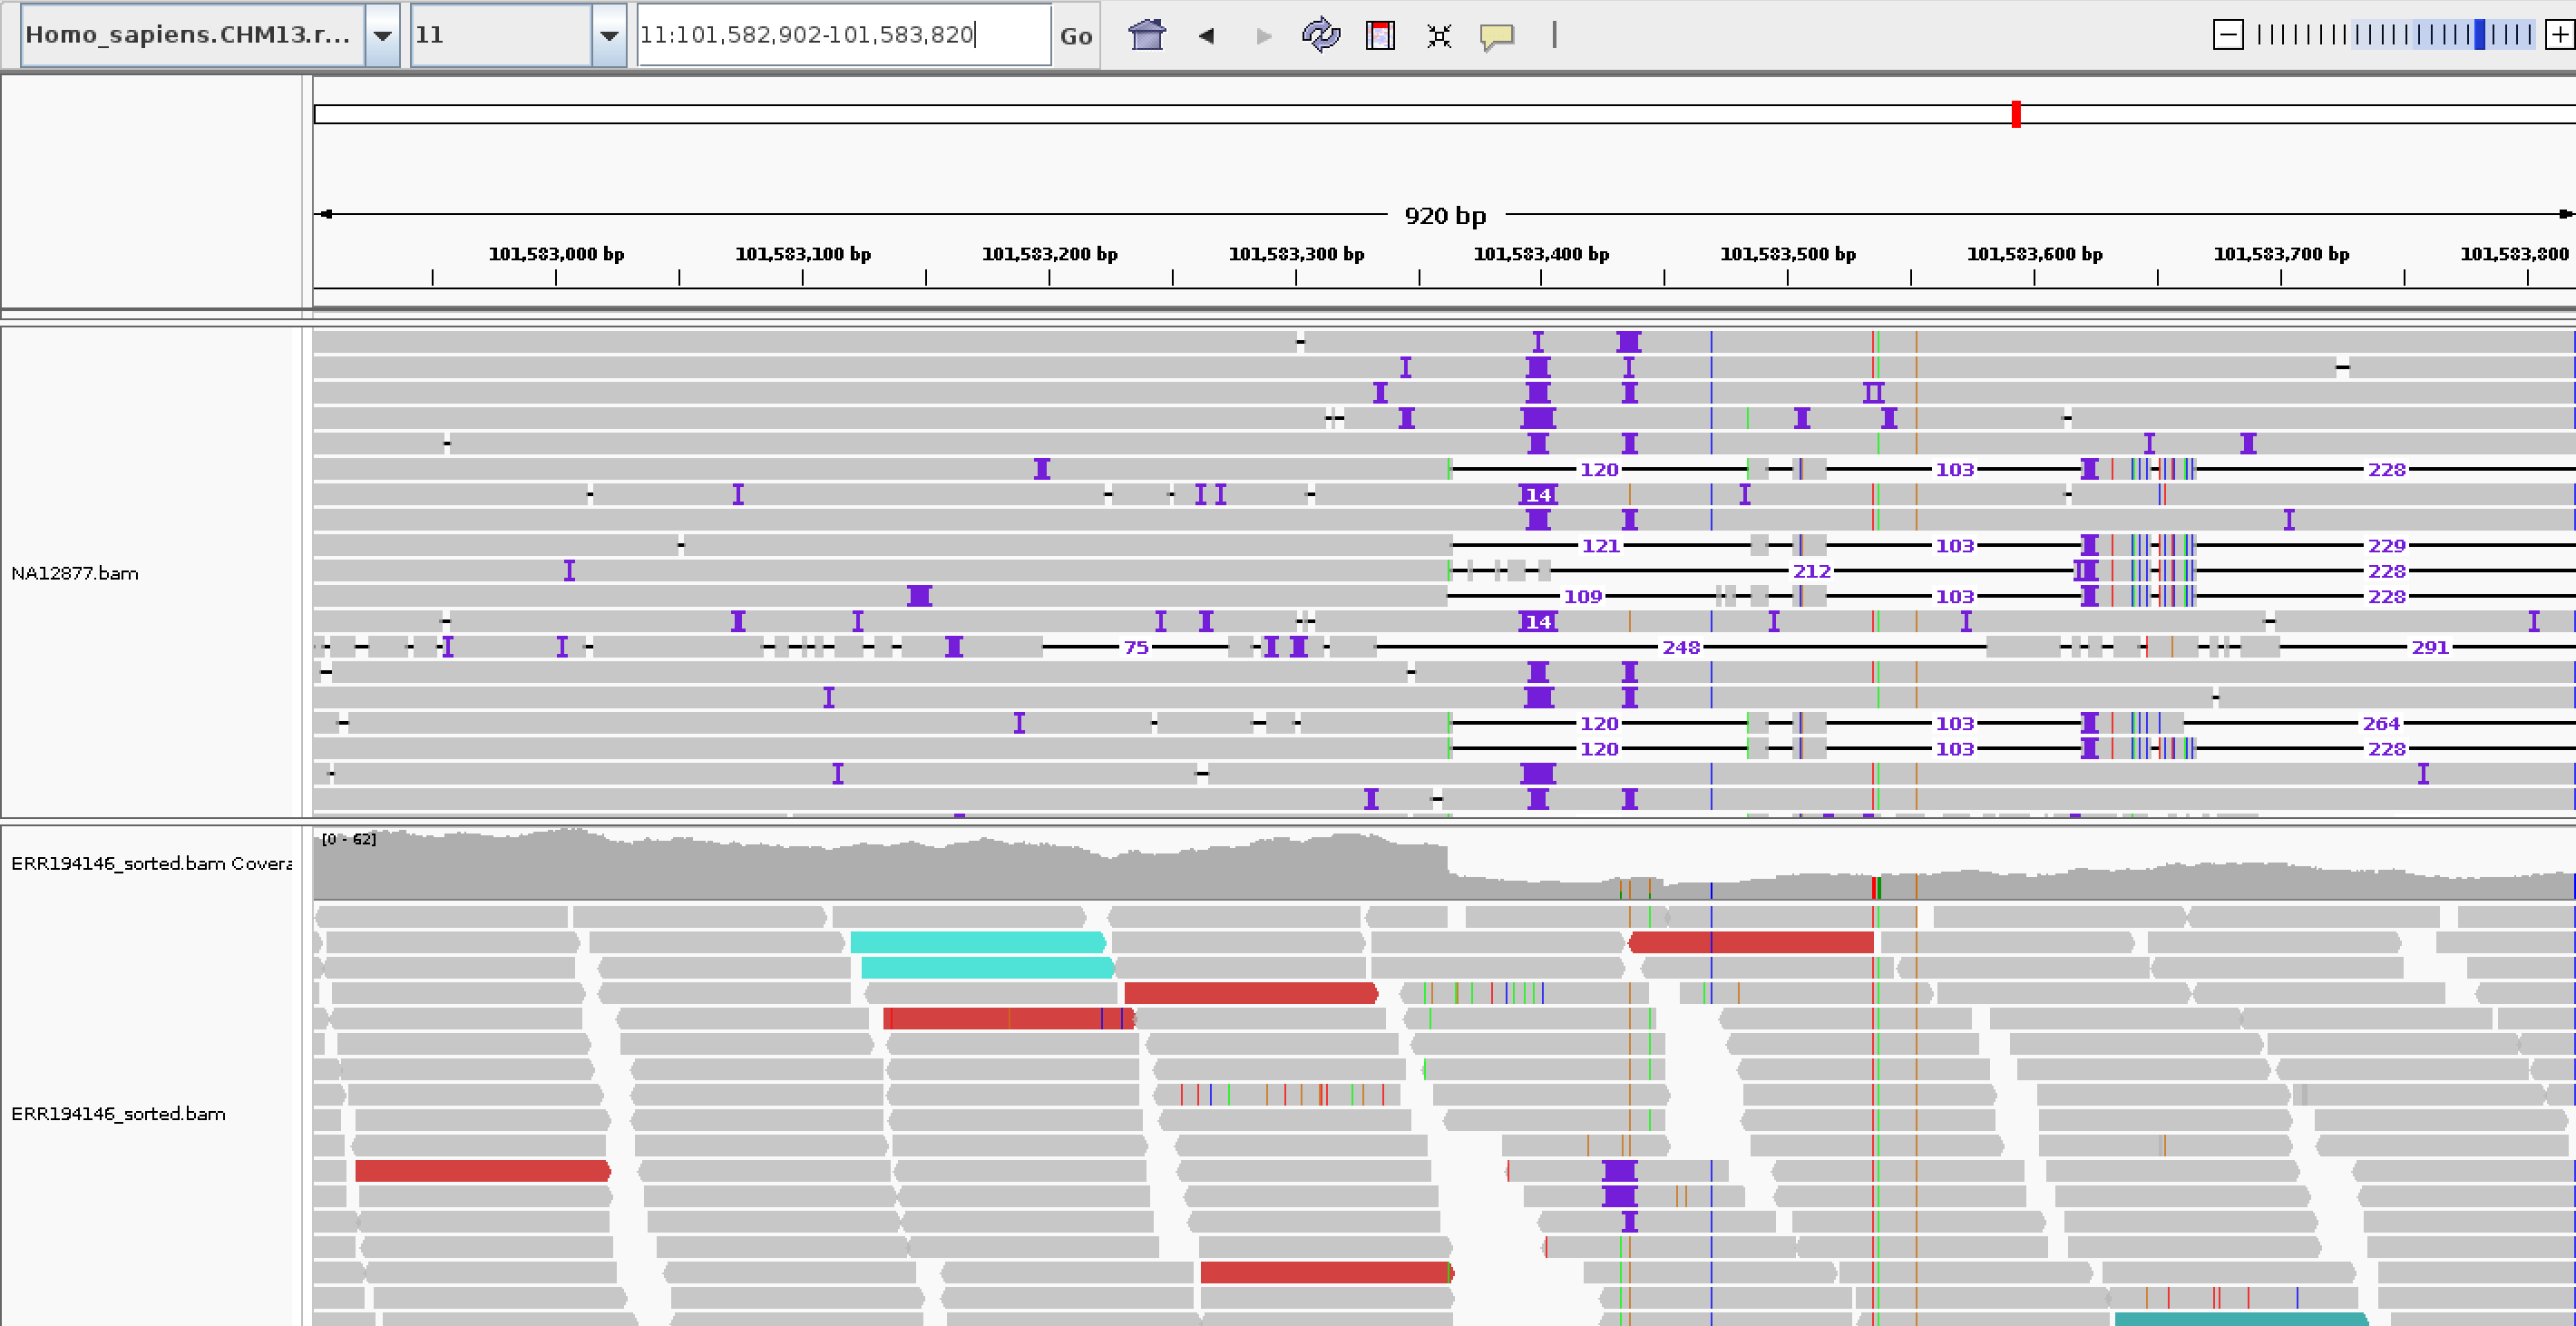 Homo_sapiens.CHM13.r... 11 11:101,582,902-101,583,820 Go
920 bp
101,583,000 bp 101,583,100 bp 101,583,200 bp 101,583,300 bp 101,583,400 bp 101,583,500 bp 101,583,600 bp 101,583,700 bp 101,583,800
120 103 228
14
121 103 229
NA12877.bam
212 228
109 103 228
14
75 248 291
120 103 264
120 103 228
[0 - 62]
ERR194146_sorted.bam Covera
ERR194146_sorted.bam